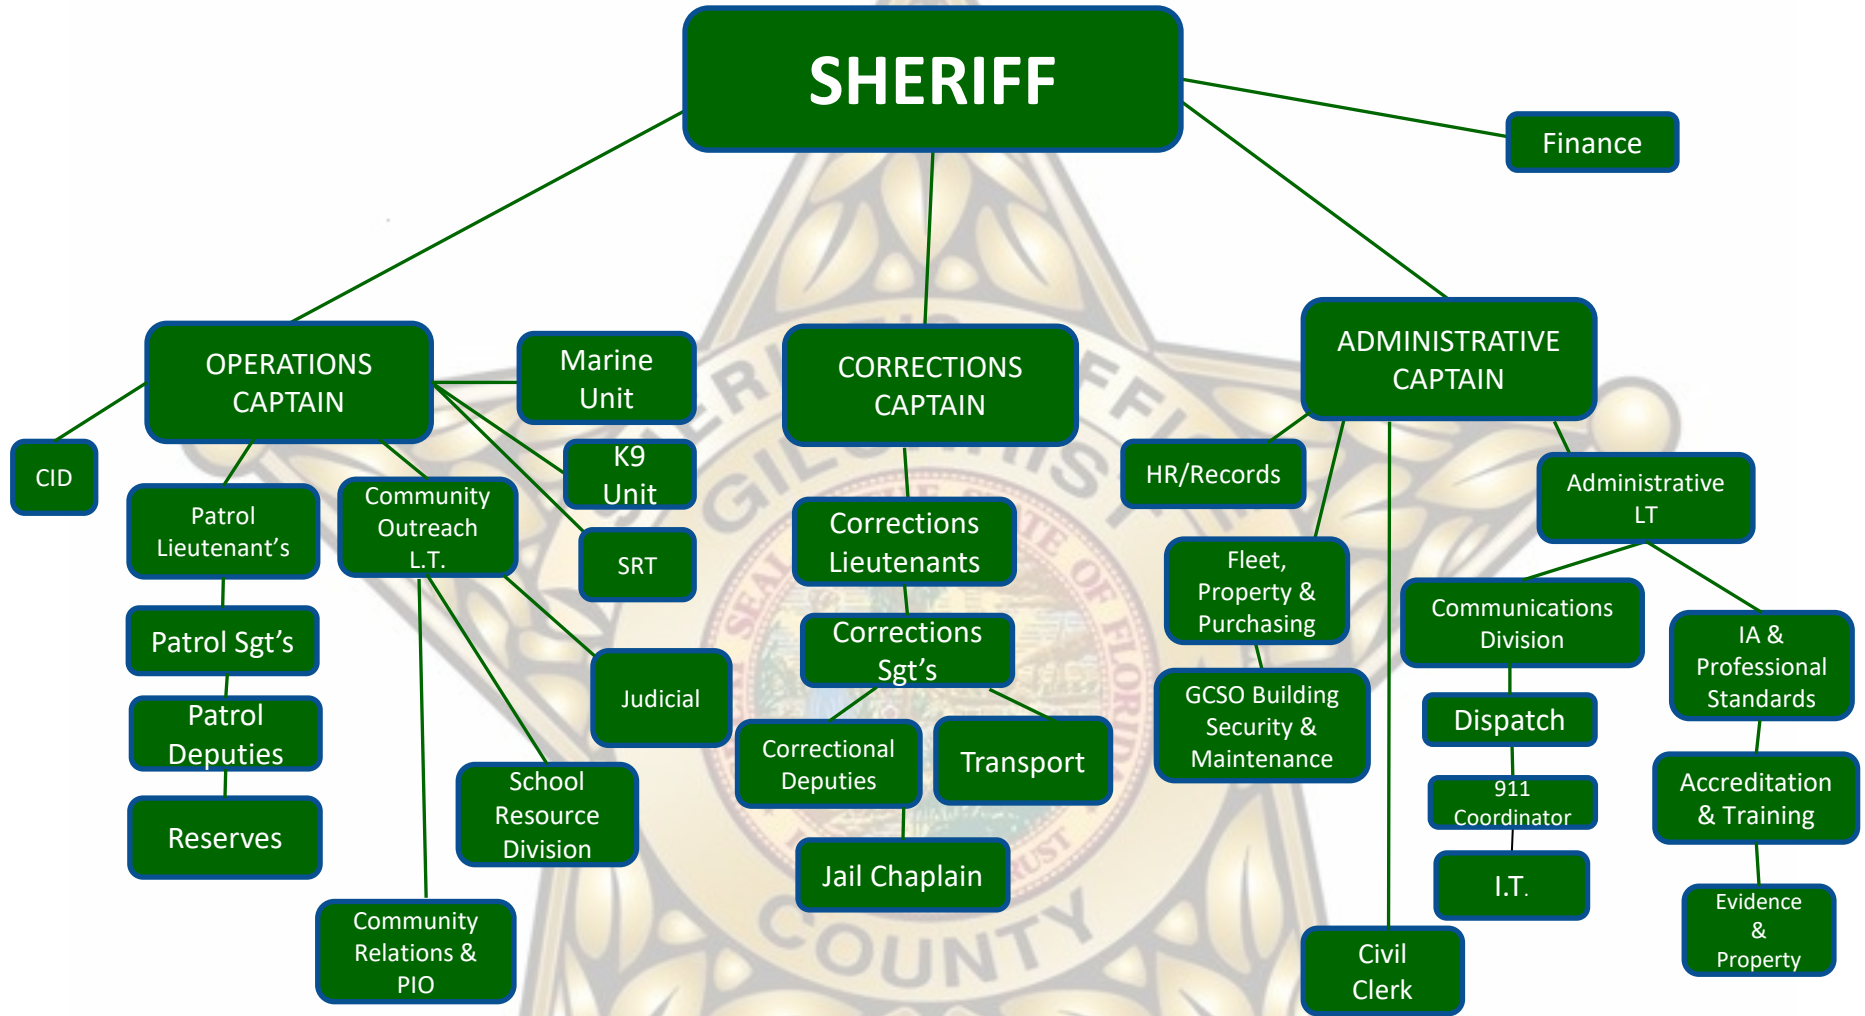 SHERIFF
Finance
OPERATIONS
CAPTAIN
Marine
Unit
CORRECTIONS
CAPTAIN
ADMINISTRATIVE
CAPTAIN
CID
K9
Unit
HR/Records
Administrative
LT
Patrol
Lieutenant’s
Community
Outreach
L.T.
SRT
Corrections
Lieutenants
Fleet,
Property &
Purchasing
Communications
Division
IA &
Professional
Standards
Patrol Sgt’s
Corrections
Sgt’s
Judicial
GCSO Building
Security &
Maintenance
Patrol
Deputies
Dispatch
Correctional
Deputies
Transport
School
Resource
Division
911
Coordinator
Accreditation
& Training
Reserves
Jail Chaplain
I.T.
Evidence
&
Property
Community
Relations &
PIO
Civil
Clerk
COUNTY